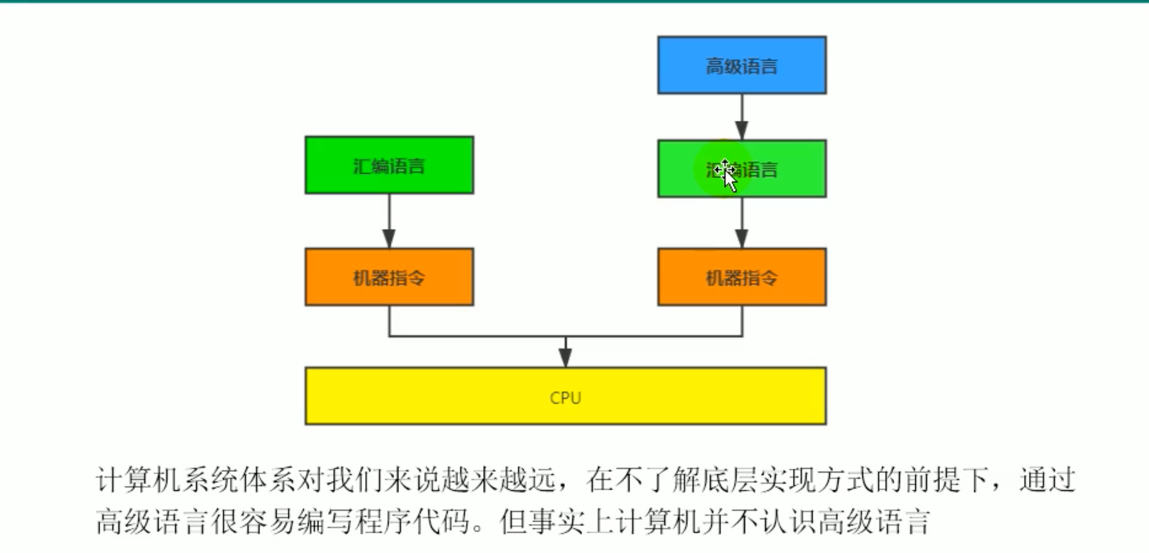 高级语言
汇编语言
汇编语言
机器指令
机器指令
CPU
计算机系统体系对我们来说越来越远，在不了解底层实现方式的前提下，通过
高级语言很容易编写程序代码。但事实上计算机并不认识高级语言